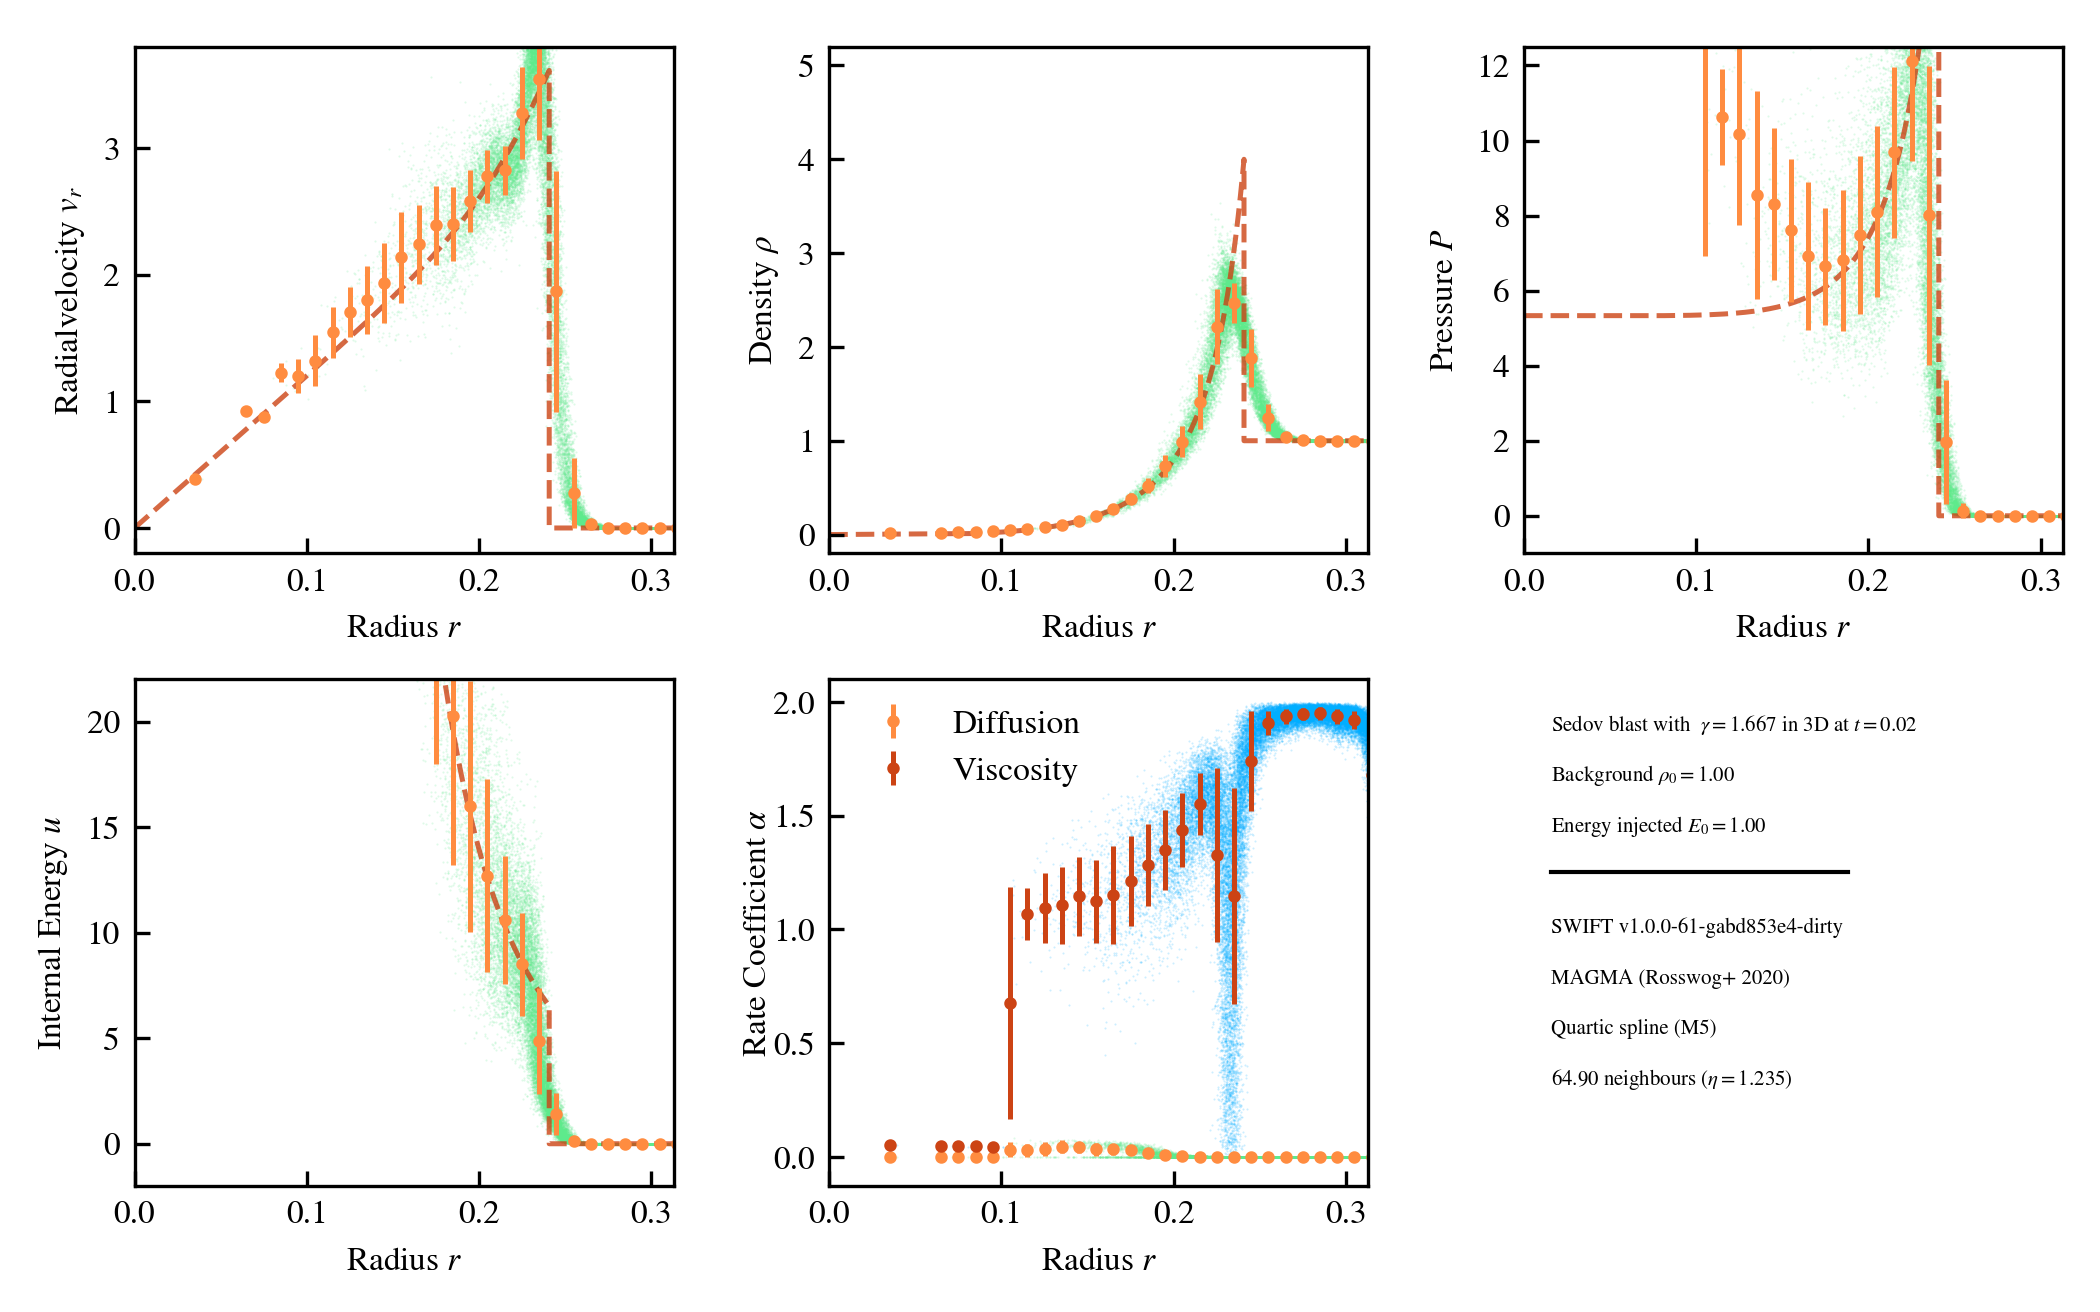 3
2
1
0
0.0 0.1 0.2 0.3
Radialvelocity vᵣ
Radius r
5
4
3
2
1
0
0.0 0.1 0.2 0.3
Density ρ
Radius r
12
10
8
6
4
2
0
0.0 0.1 0.2 0.3
Pressure P
Radius r
20
15
10
5
0
0.0 0.1 0.2 0.3
Internal Energy u
Radius r
2.0
1.5
1.0
0.5
0.0
0.0 0.1 0.2 0.3
Rate Coefficient α
Radius r
Diffusion
Viscosity
Sedov blast with γ = 1.667 in 3D at t = 0.02
Background ρ₀ = 1.00
Energy injected E₀ = 1.00
SWIFT v1.0.0-61-gabd853e4-dirty
MAGMA (Rosswog+ 2020)
Quartic spline (M5)
64.90 neighbours (η = 1.235)